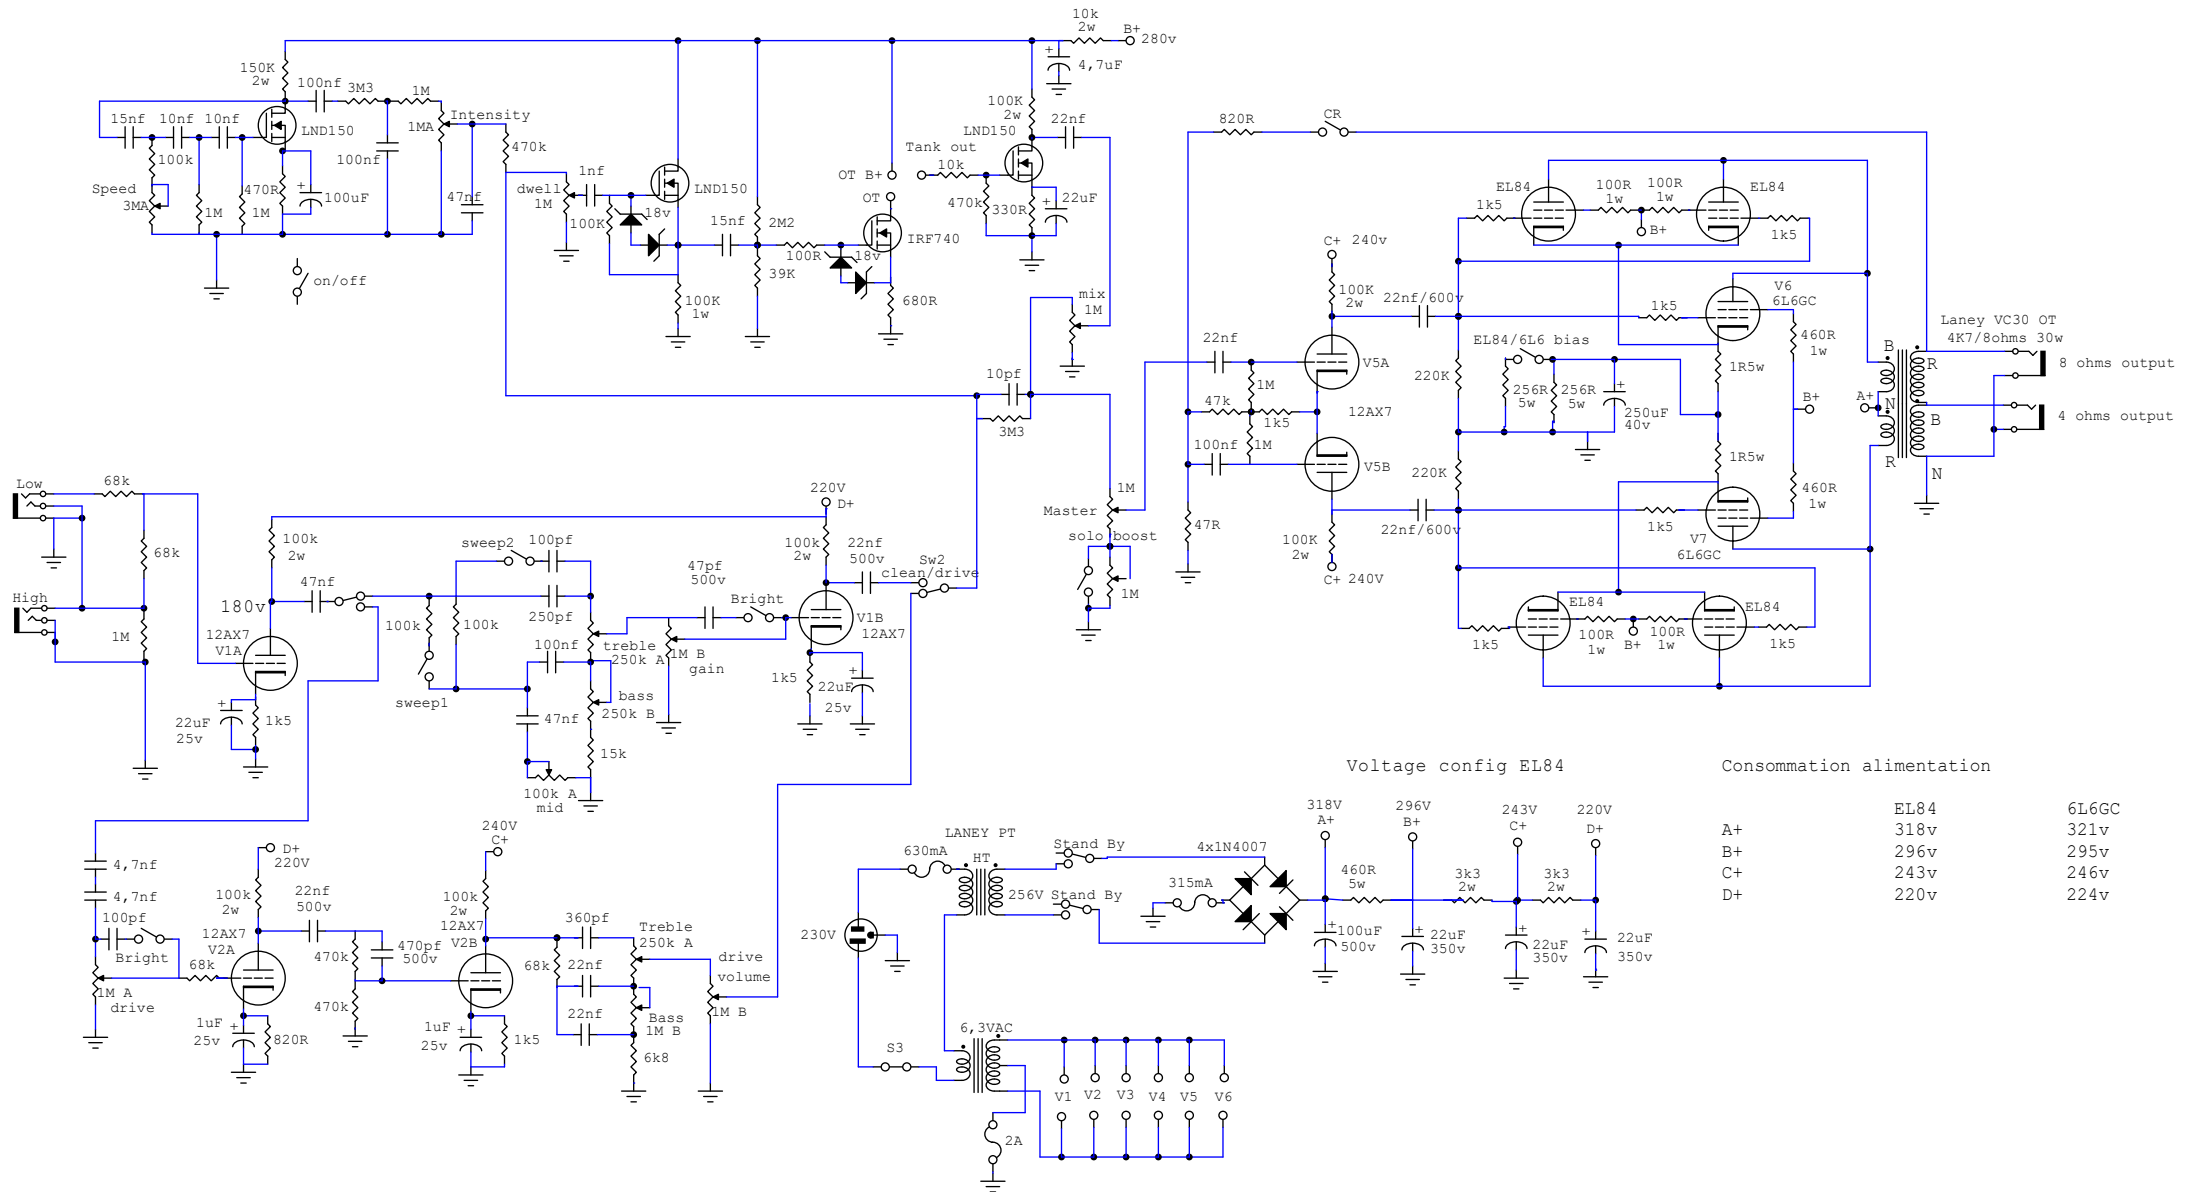 10k
2w
B+
280v
4,7uF
150K
2w
100nf
3M3
1M
Intensity
1MA
15nf
10nf
10nf
LND150
100k
100nf
Speed
3MA
1M
1M
470R
100uF
47nf
470k
on/off
dwell
1M
1nf
100K
18v
LND150
15nf
2M2
39K
100K
1w
100R
18v
OT B+
OT
IRF740
680R
Tank out
10k
100K
2w
LND150
22nf
470k
330R
22uF
mix
1M
10pf
3M3
820R
CR
C+
240v
100K
2w
22nf/600v
22nf
V5A
1M
47k
1k5
12AX7
1M
100nf
V5B
47R
100K
2w
C+
240V
22nf/600v
1M
Master
solo boost
1M
EL84
100R
1w
100R
1w
EL84
1k5
B+
1k5
V6
6L6GC
1k5
EL84/6L6 bias
460R
1w
220K
256R
5w
256R
5w
250uF
40v
1R5w
B+
A+
220K
1R5w
460R
1w
1k5
V7
6L6GC
EL84
EL84
1k5
100R
1w
B+
100R
1w
1k5
Laney VC30 OT
4K7/8ohms 30w
B
R
N
B
R
N
8 ohms output
4 ohms output
Low
68k
68k
High
1M
100k
2w
47nf
180v
12AX7
V1A
22uF
25v
1k5
sweep2
100pf
250pf
100k
100k
100nf
sweep1
treble
250k A
bass
250k B
47nf
15k
100k A
mid
47pf
500v
Bright
1M B
gain
220V
D+
100k
2w
22nf
500v
Sw2
clean/drive
V1B
12AX7
1k5
22uF
25v
4,7nf
4,7nf
100pf
Bright
1M A
drive
68k
D+
220V
100k
2w
22nf
500v
12AX7
V2A
1uF
25v
820R
470k
470pf
500v
470k
240V
C+
100k
2w
12AX7
V2B
1uF
25v
1k5
360pf
68k
22nf
22nf
Treble
250k A
Bass
1M B
6k8
drive
volume
1M B
LANEY PT
630mA
HT
Stand By
256V
Stand By
230V
4x1N4007
315mA
S3
6,3VAC
2A
V1
V2
V3
V4
V5
V6
Voltage config EL84
318V
A+
296V
B+
243V
C+
220V
D+
460R
5w
3k3
2w
3k3
2w
100uF
500v
22uF
350v
22uF
350v
22uF
350v
Consommation alimentation
EL84 6L6GC
A+ 318v 321v
B+ 296v 295v
C+ 243v 246v
D+ 220v 224v